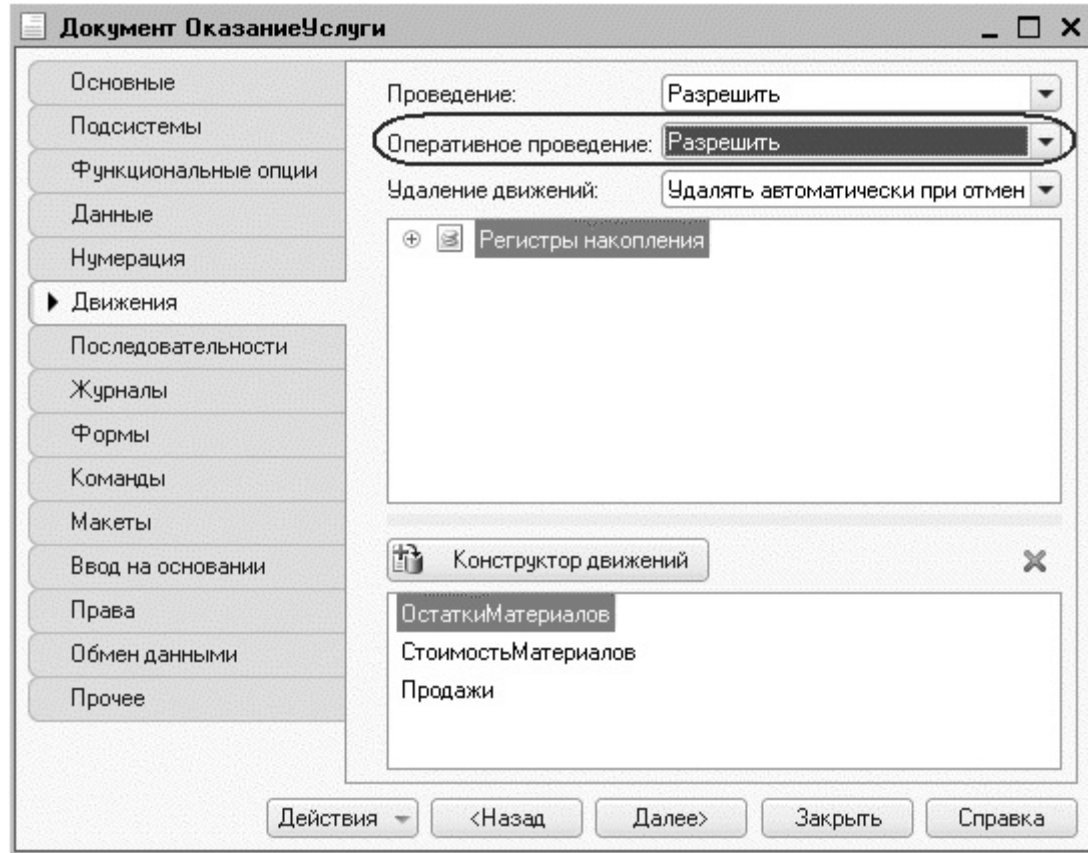 Документ ОказаниеУслуги
Основные
Подсистемы
Функциональные опции
Данные
Нумерация
Движения
Последовательности
Журналы
Формы
Команды
Макеты
Ввод на основании
Права
Обмен данными
Прочее
Проведение: Разрешить
Оперативное проведение: Разрешить
Удаление движений: Удалять автоматически при отмен
Регистры накопления
Конструктор движений
ОстаткиМатериалов
СтоимостьМатериалов
Продажи
Действия <Назад Далее> Закрыть Справка